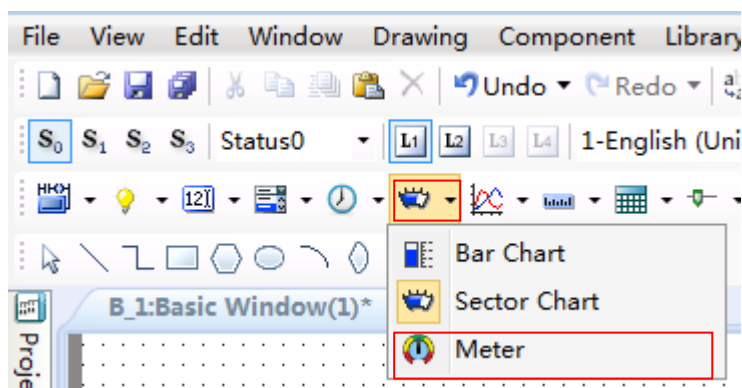 File View Edit Window Drawing Component Library
Undo Redo
S0 S1 S2 S3 Status0 L1 L2 L3 L4 1-English (Uni
12
Bar Chart
B_1:Basic Window(1)* Sector Chart
Meter
Proje